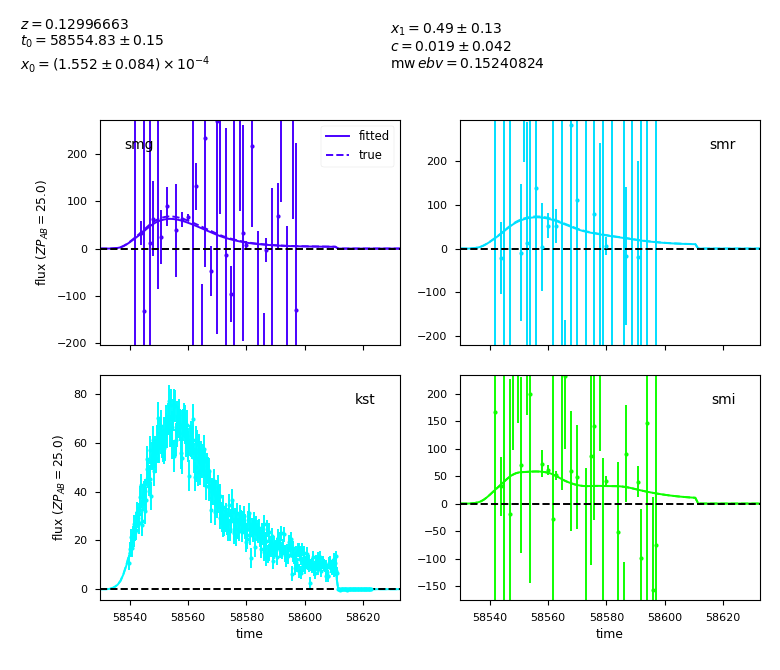 z = 0.12996663
t₀ = 58554.83 ± 0.15
x₀ = (1.552 ± 0.084) × 10⁻⁴
x₁ = 0.49 ± 0.13
c = 0.019 ± 0.042
mw ebv = 0.15240824
smg
fitted
true
200
100
0
−100
−200
flux (ZP_AB = 25.0)
smr
200
100
0
−100
−200
kst
80
60
40
20
0
flux (ZP_AB = 25.0)
58540 58560 58580 58600 58620
time
smi
200
150
100
50
0
−50
−100
−150
58540 58560 58580 58600 58620
time